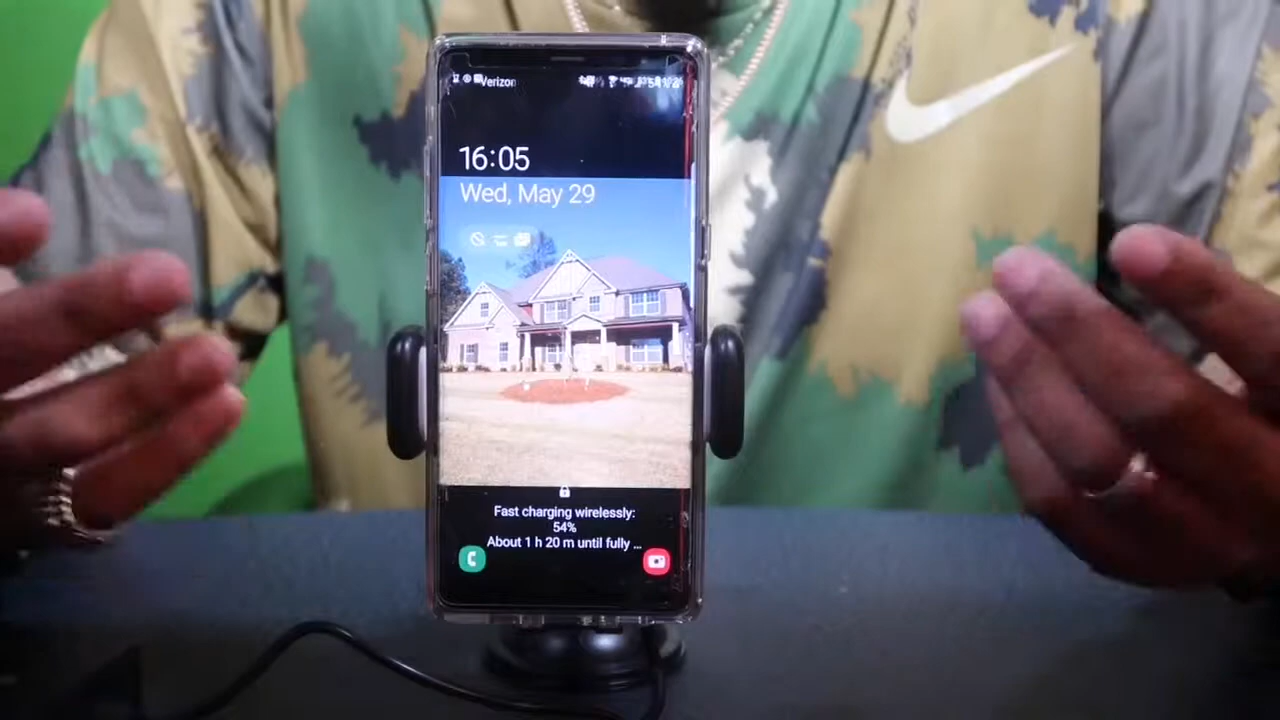 Verizon
16:05
Wed, May 29
Fast charging wirelessly:
54%
About 1 h 20 m until fully ...